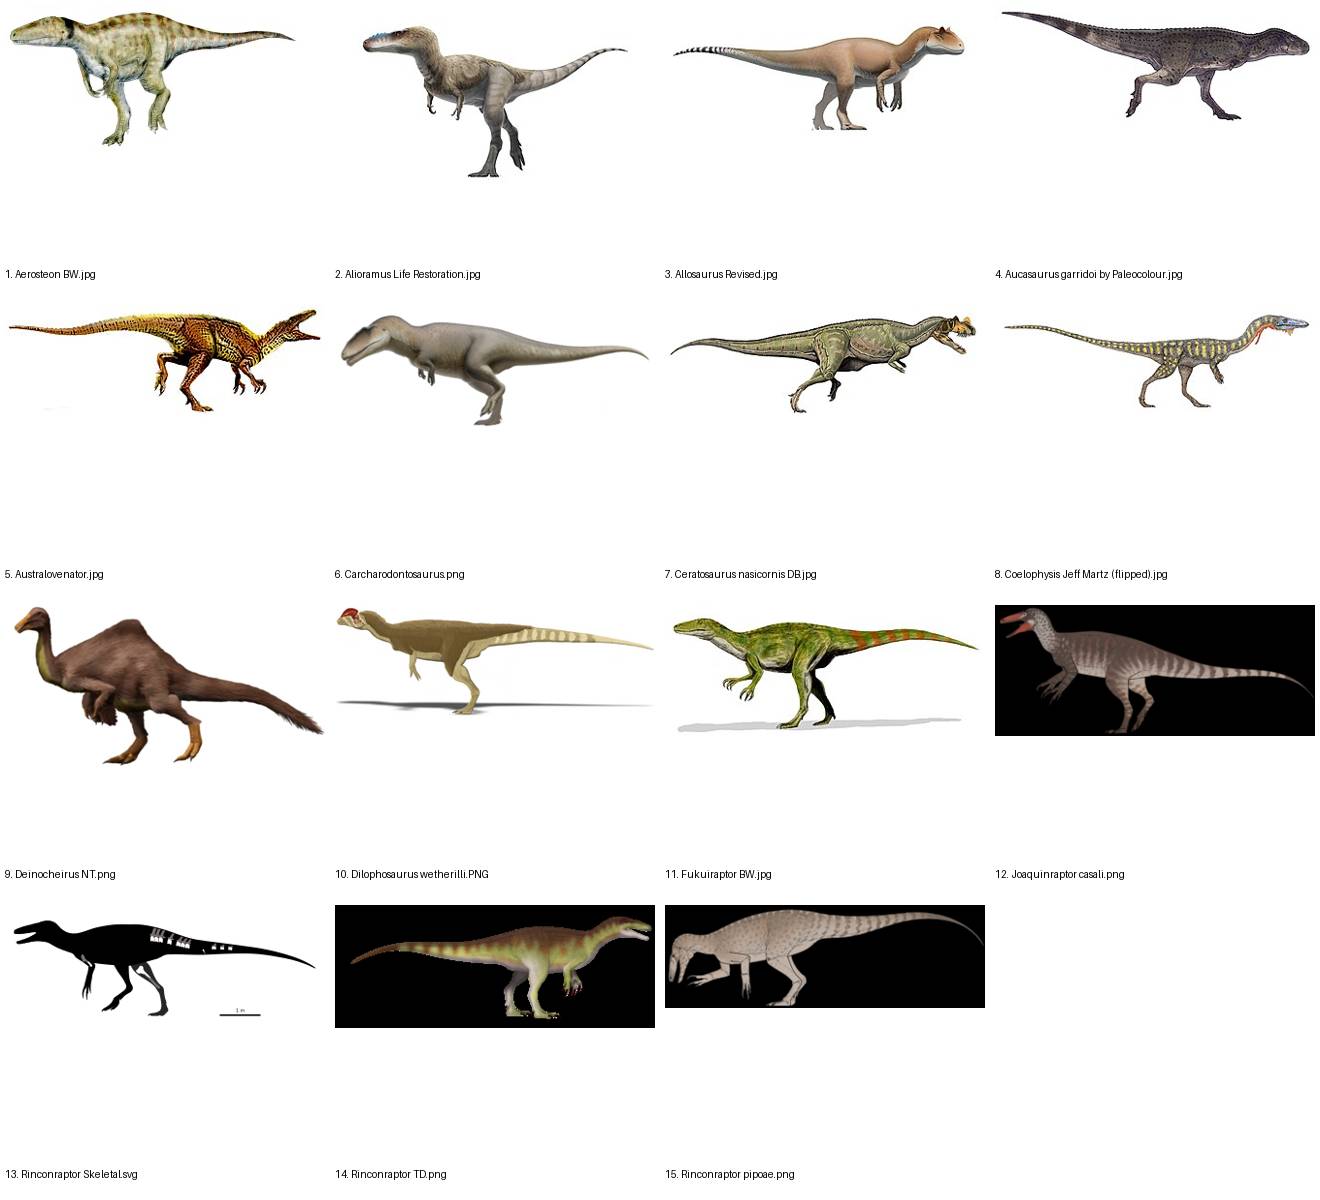 1. Aerosteon BW.jpg
2. Alioramus Life Restoration.jpg
3. Allosaurus Revised.jpg
4. Aucasaurus garridoi by Paleocolour.jpg
5. Australovenator.jpg
6. Carcharodontosaurus.png
7. Ceratosaurus nasicornis DB.jpg
8. Coelophysis Jeff Martz (flipped).jpg
9. Deinocheirus NT.png
10. Dilophosaurus wetherilli.PNG
11. Fukuiraptor BW.jpg
12. Joaquinraptor casali.png
1 m
13. Rinconraptor Skeletal.svg
14. Rinconraptor TD.png
15. Rinconraptor pipoae.png